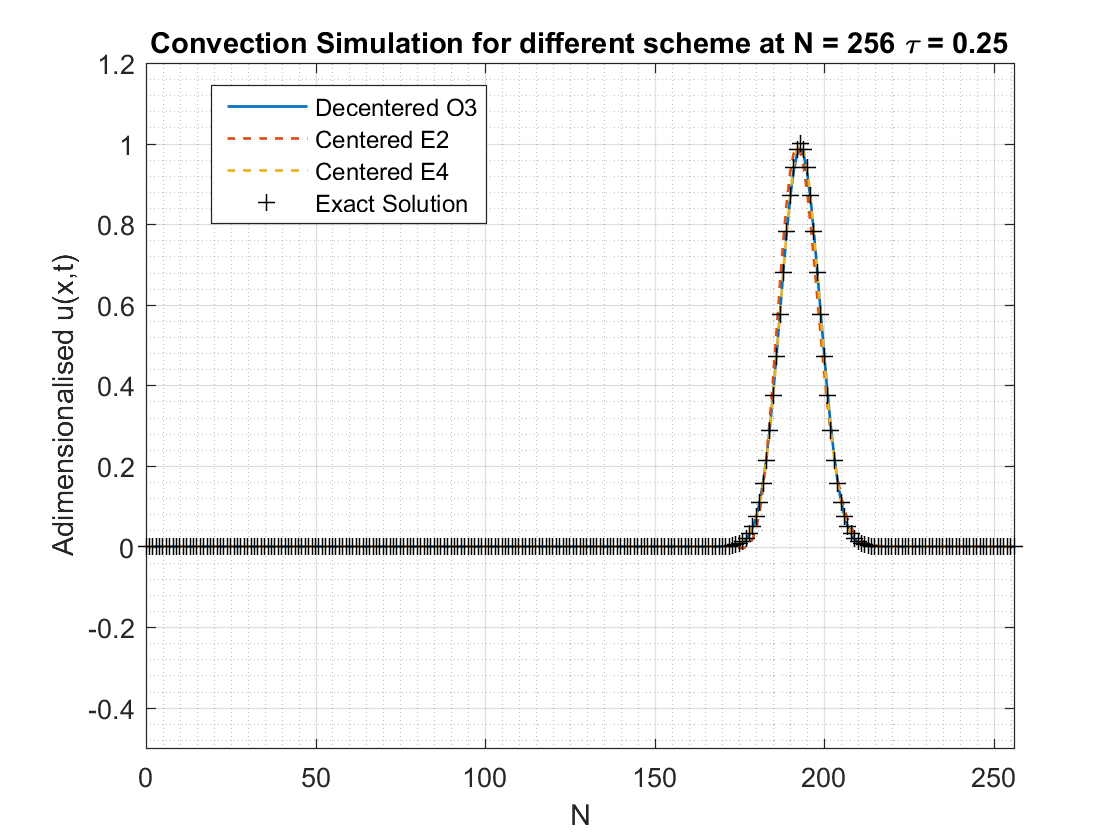 Convection Simulation for different scheme at N = 256 τ = 0.25
1.2
1
0.8
0.6
0.4
0.2
0
-0.2
-0.4
Adimensionalised u(x,t)
Decentered O3
Centered E2
Centered E4
Exact Solution
0 50 100 150 200 250
N